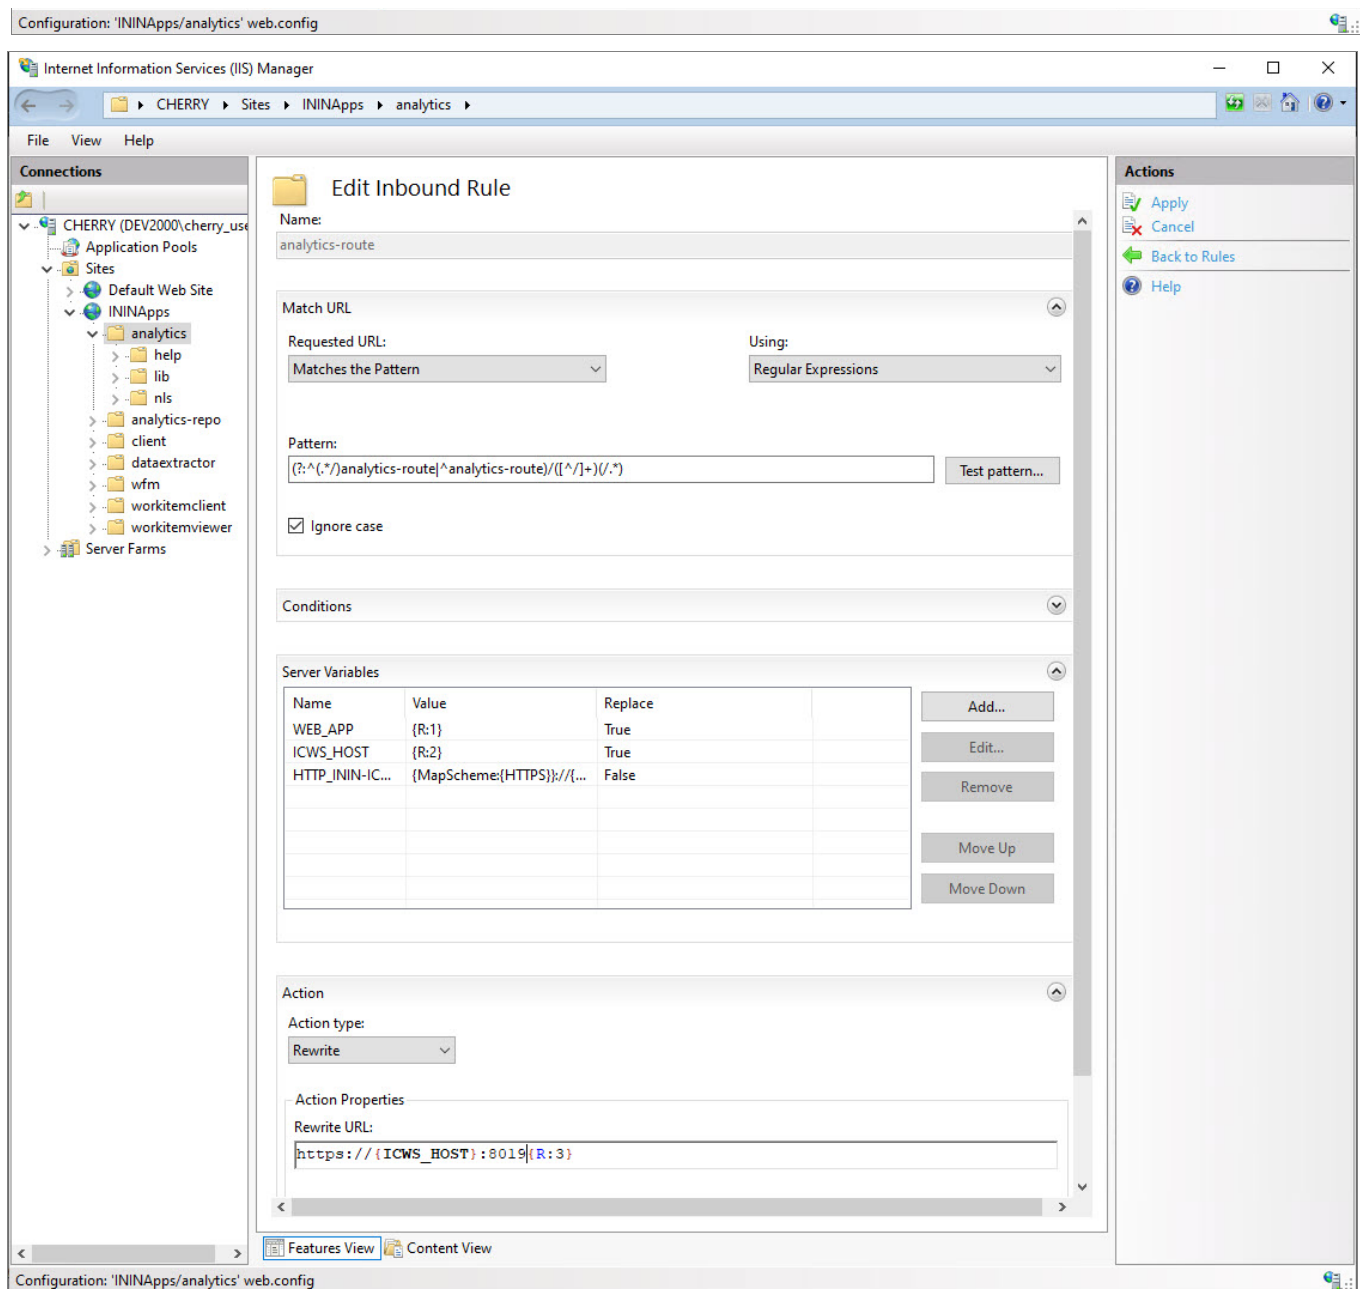 Configuration: 'ININApps/analytics' web.config
Internet Information Services (IIS) Manager
CHERRY Sites ININApps analytics
File View Help
Connections
CHERRY (DEV2000\cherry_use
Application Pools
Sites
Default Web Site
ININApps
analytics
help
lib
nls
analytics-repo
client
dataextractor
wfm
workitemclient
workitemviewer
Server Farms
Edit Inbound Rule
Name:
analytics-route
Match URL
Requested URL: Using:
Matches the Pattern Regular Expressions
Pattern:
(?:^(.*/)analytics-route|^analytics-route)/([^/]+)(/.*) Test pattern...
Ignore case
Conditions
Server Variables
Name Value Replace
WEB_APP {R:1} True
ICWS_HOST {R:2} True
HTTP_ININ-IC... {MapScheme:{HTTPS}}://{... False
Add...
Edit...
Remove
Move Up
Move Down
Action
Action type:
Rewrite
Action Properties
Rewrite URL:
https://{ICWS_HOST}:8019{R:3}
Features View Content View
Actions
Apply
Cancel
Back to Rules
Help
Configuration: 'ININApps/analytics' web.config